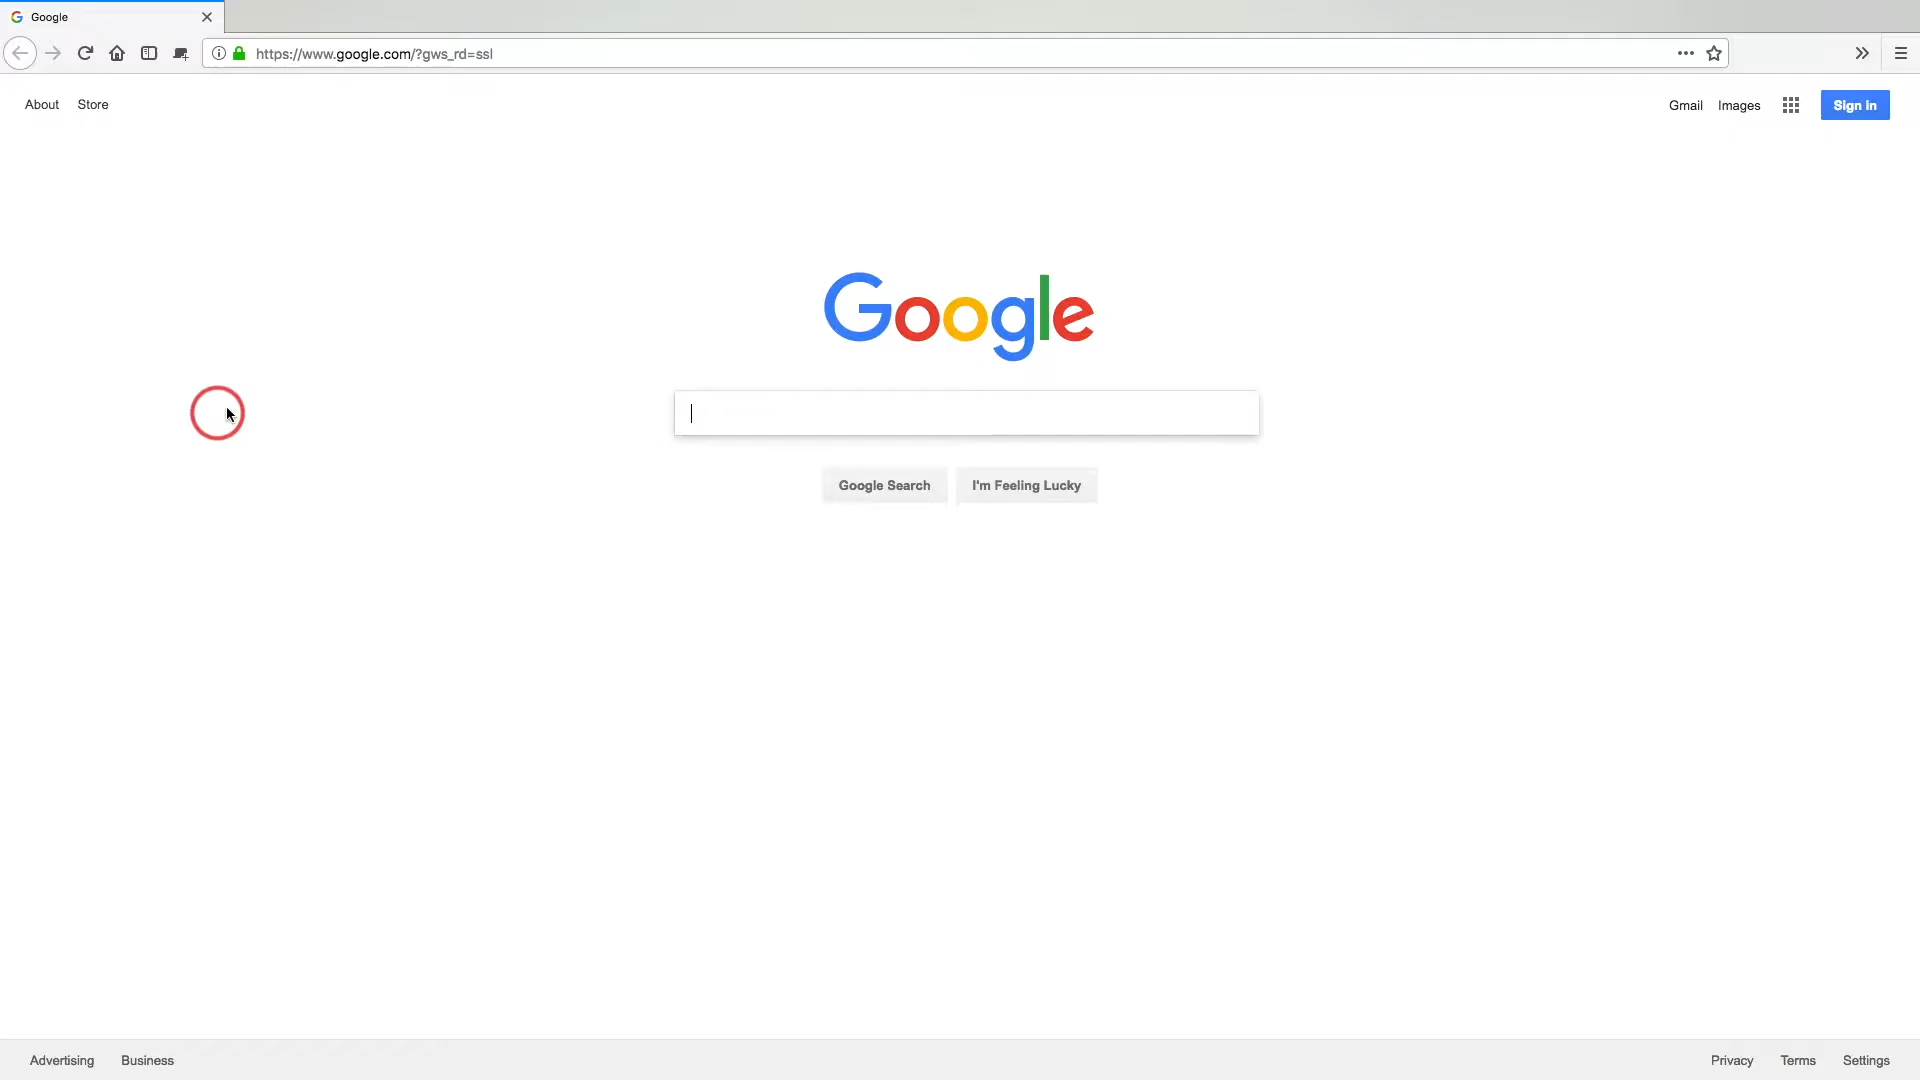 Google
https://www.google.com/?gws_rd=ssl
About Store
Gmail Images Sign in
Google
Google Search I'm Feeling Lucky
Advertising Business
Privacy Terms Settings